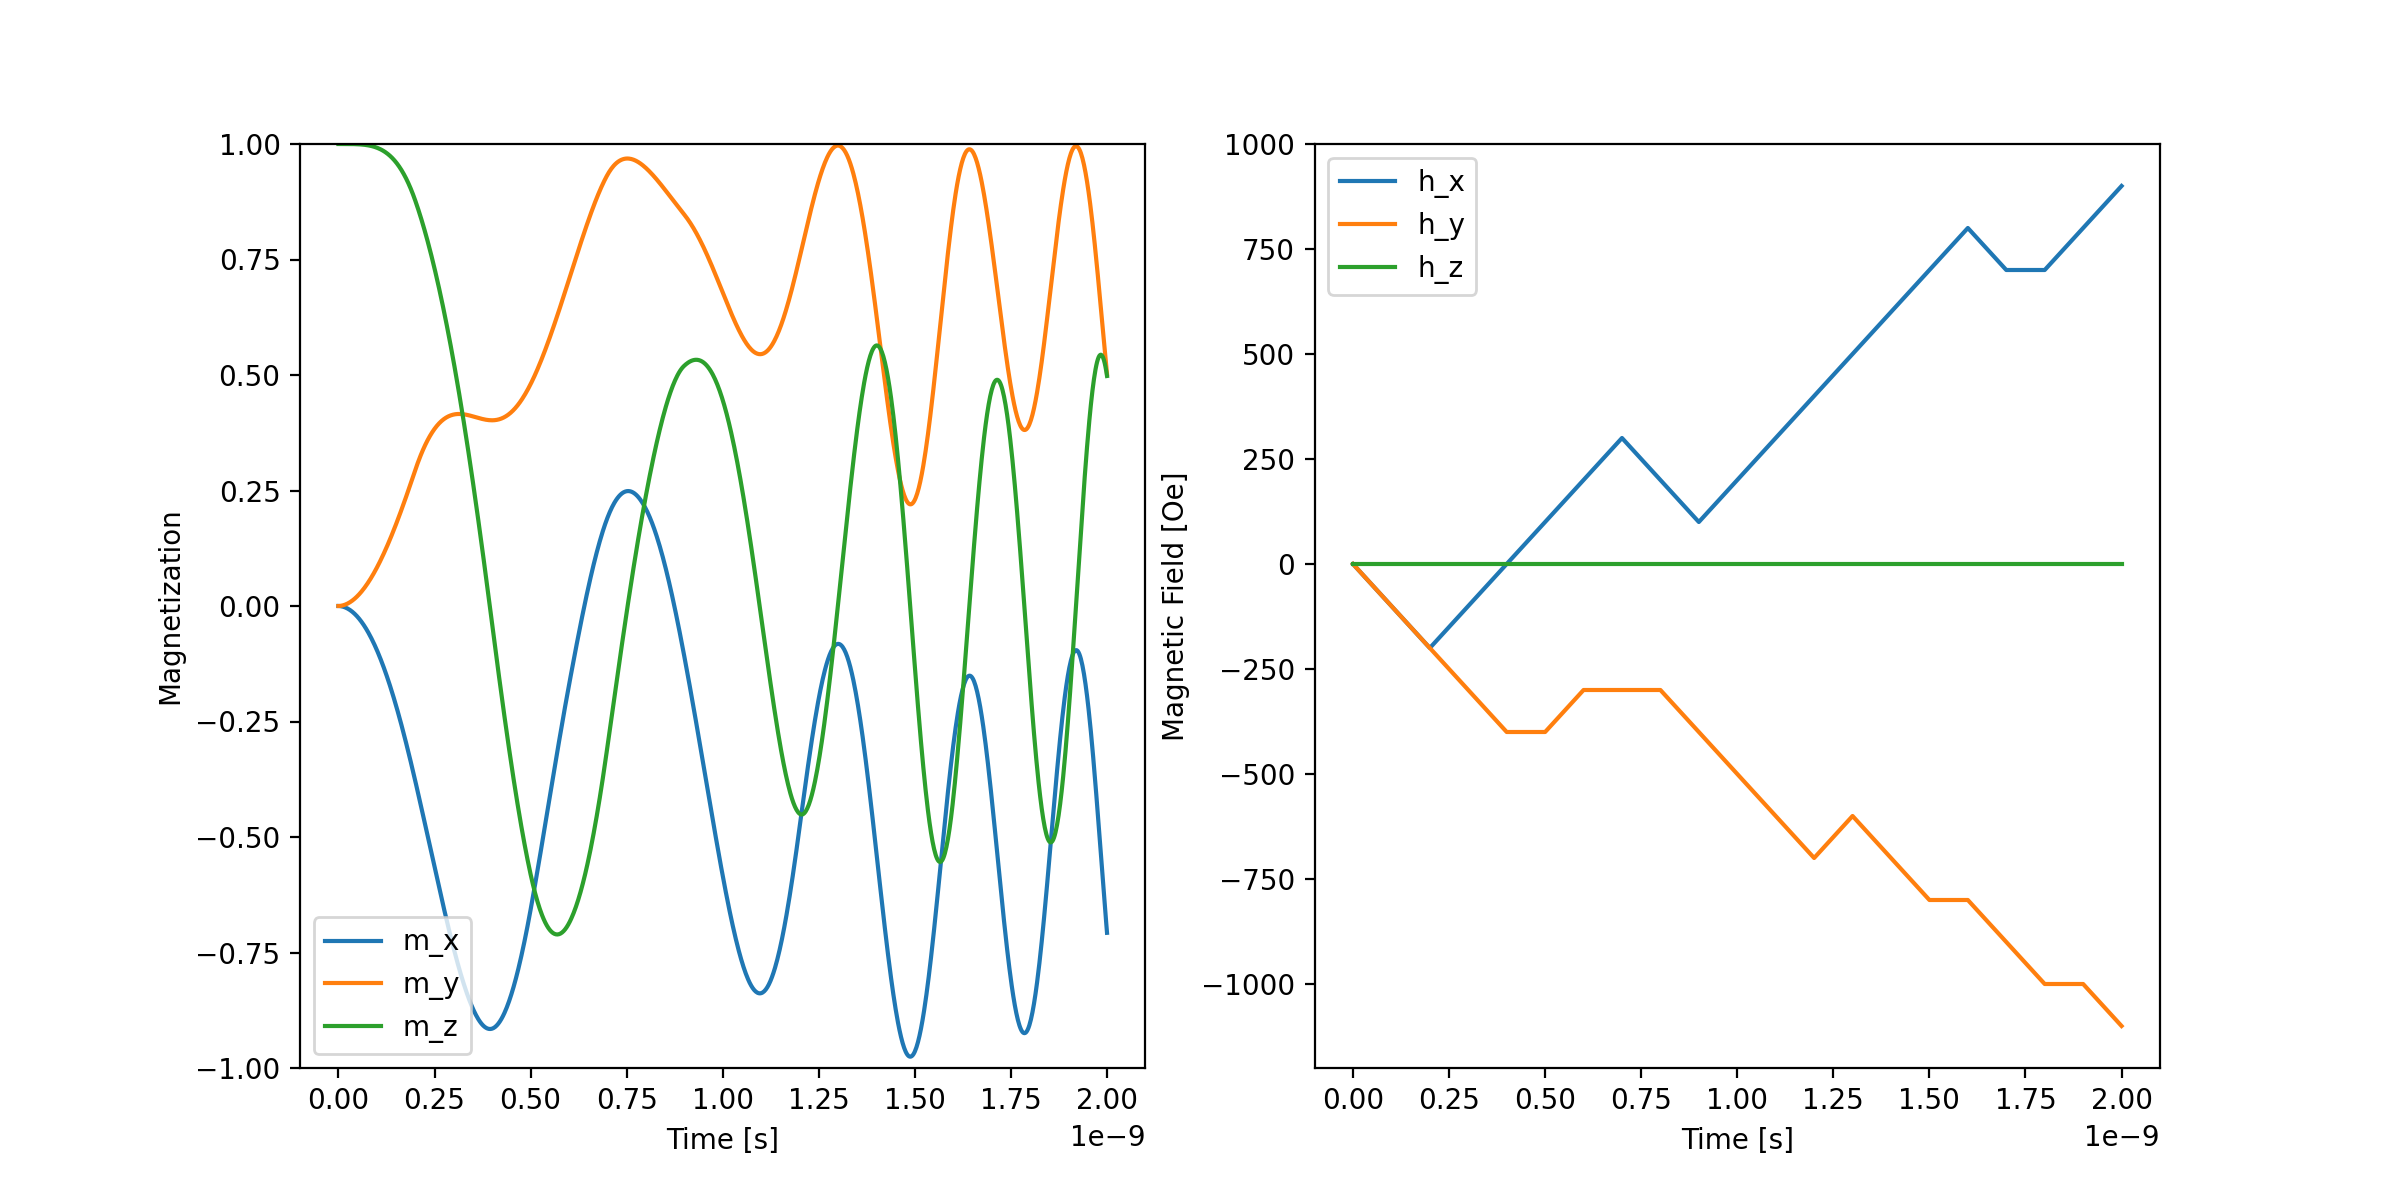 Magnetization
1.00
0.75
0.50
0.25
0.00
−0.25
−0.50
−0.75
−1.00
m_x
m_y
m_z
0.00 0.25 0.50 0.75 1.00 1.25 1.50 1.75 2.00
Time [s]
1e−9
Magnetic Field [Oe]
1000
750
500
250
0
−250
−500
−750
−1000
h_x
h_y
h_z
0.00 0.25 0.50 0.75 1.00 1.25 1.50 1.75 2.00
Time [s]
1e−9